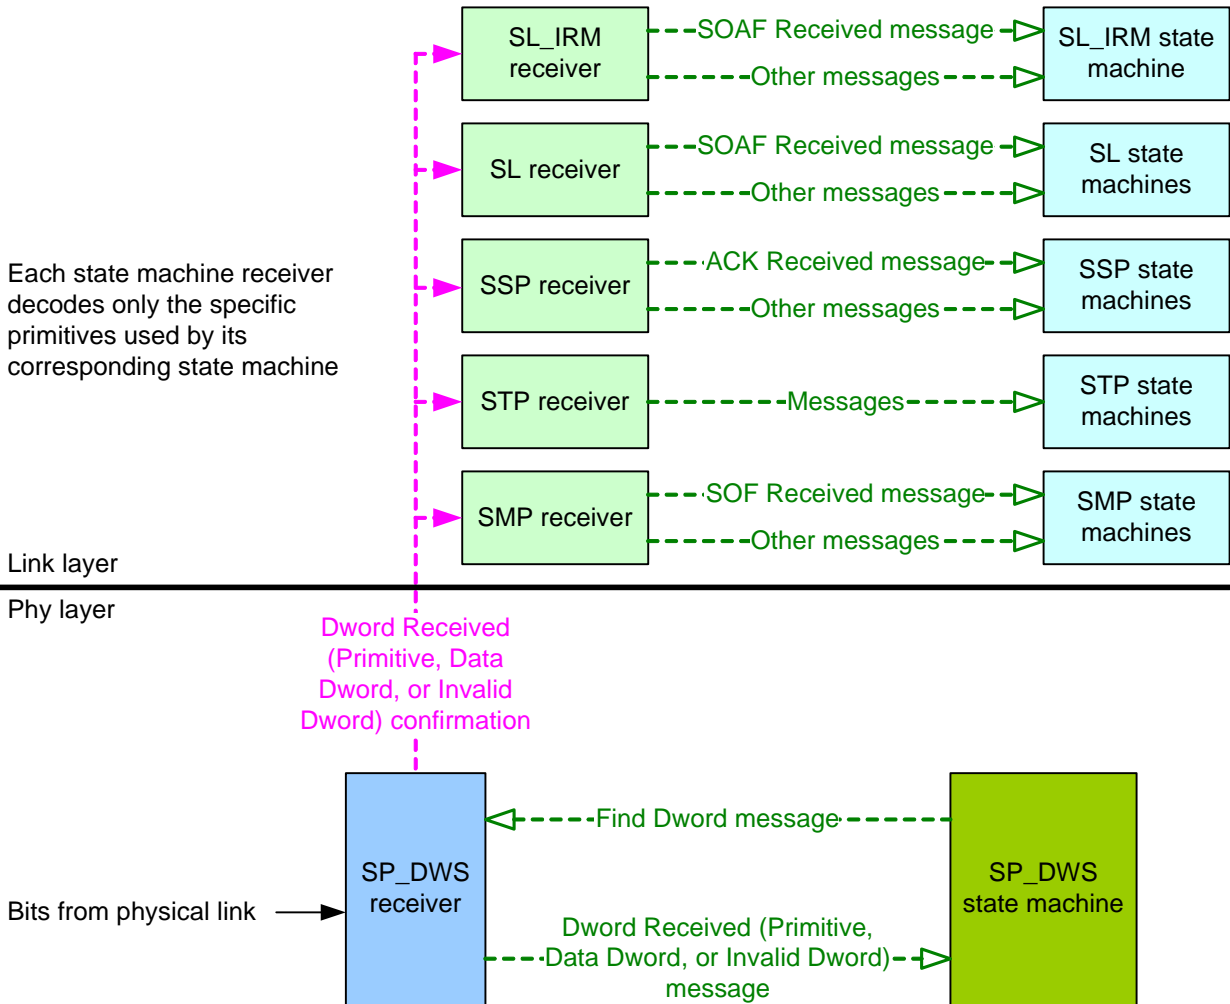 SL_IRM
receiver
SOAF Received message
Other messages
SL_IRM state
machine
SL receiver
SOAF Received message
Other messages
SL state
machines
Each state machine receiver
decodes only the specific
primitives used by its
corresponding state machine
SSP receiver
ACK Received message
Other messages
SSP state
machines
STP receiver
Messages
STP state
machines
SMP receiver
SOF Received message
Other messages
SMP state
machines
Link layer
Phy layer
Dword Received
(Primitive, Data
Dword, or Invalid
Dword) confirmation
Bits from physical link
SP_DWS
receiver
Find Dword message
Dword Received (Primitive,
Data Dword, or Invalid Dword)
message
SP_DWS
state machine